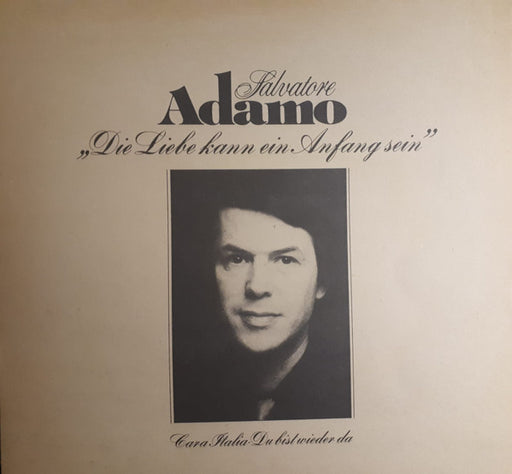 Salvatore
Adamo
„Die Liebe kann ein Anfang sein”
Cara Italia · Du bist wieder da